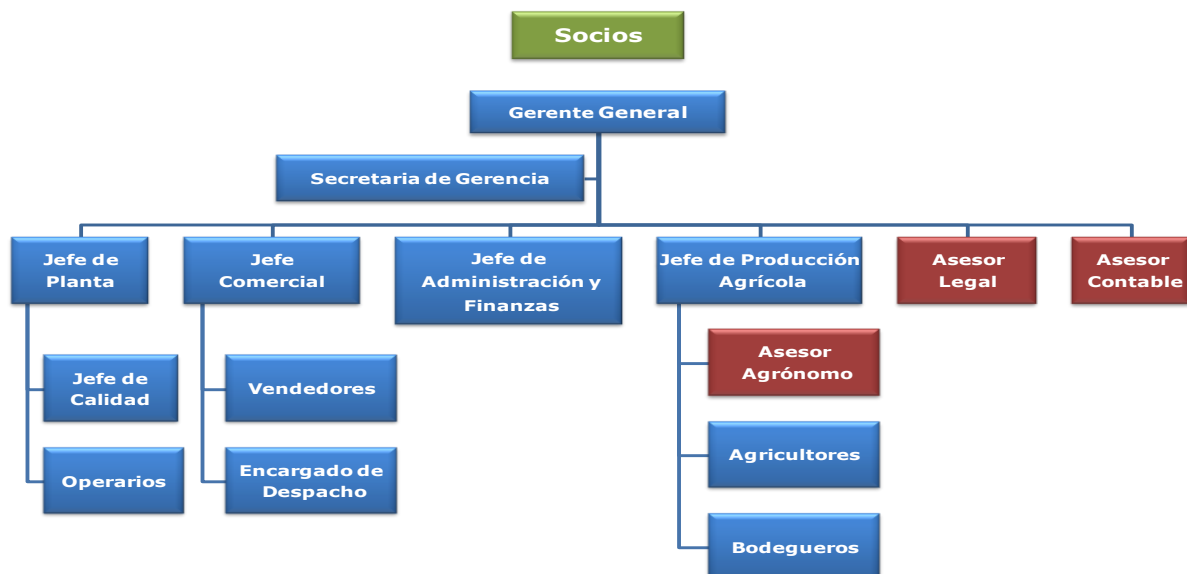 Socios
Gerente General
Secretaria de Gerencia
Jefe de
Planta
Jefe
Comercial
Jefe de
Administración y
Finanzas
Jefe de Producción
Agrícola
Asesor
Legal
Asesor
Contable
Jefe de
Calidad
Vendedores
Asesor
Agrónomo
Operarios
Encargado de
Despacho
Agricultores
Bodegueros